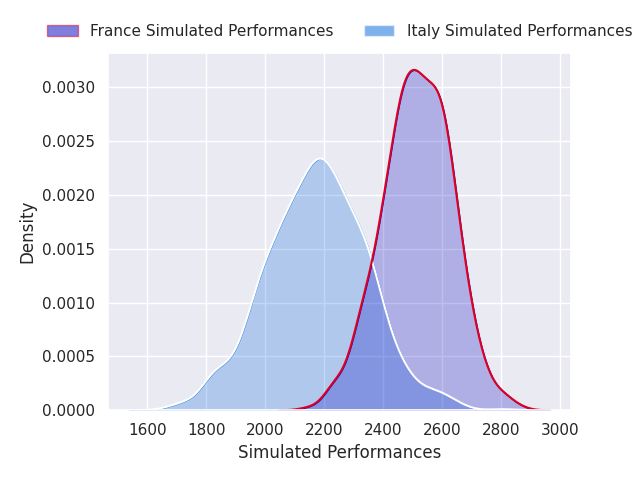 France Simulated Performances Italy Simulated Performances
0.0030
0.0025
0.0020
0.0015
0.0010
0.0005
0.0000
Density
1600 1800 2000 2200 2400 2600 2800 3000
Simulated Performances